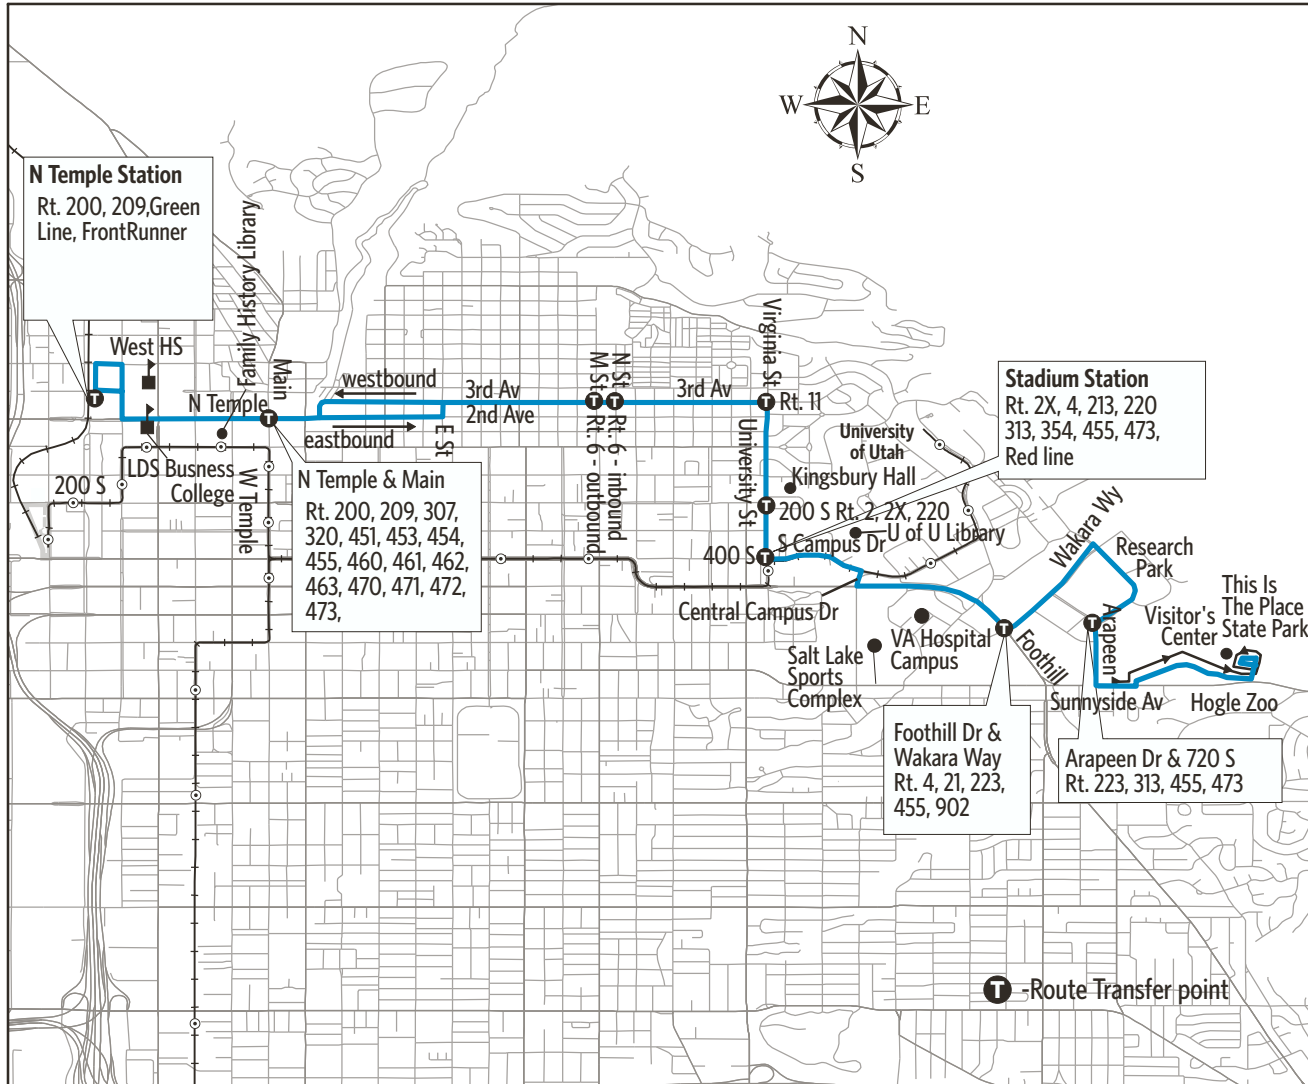 N
W
E
S
N Temple Station
Rt. 200, 209,Green
Line, FrontRunner
Family History Library
West HS
Main
N Temple
westbound
eastbound
3rd Av
2nd Ave
E St
M St
Rt. 6 - outbound
N St
Rt. 6 - inbound
3rd Av
Virginia St
Rt. 11
LDS Busness
College
200 S
W Temple
N Temple & Main
Rt. 200, 209, 307,
320, 451, 453, 454,
455, 460, 461, 462,
463, 470, 471, 472,
473,
Stadium Station
Rt. 2X, 4, 213, 220
313, 354, 455, 473,
Red line
University
of Utah
University St
Kingsbury Hall
T
200 S Rt. 2, 2X, 220
U of U Library
400 S
S Campus Dr
Central Campus Dr
Wakara Wy
Research
Park
This Is
The Place
State Park
Visitor's
Center
Arapeen
Foothill
VA Hospital
Campus
Salt Lake
Sports
Complex
Sunnyside Av
Hogle Zoo
Foothill Dr &
Wakara Way
Rt. 4, 21, 223,
455, 902
Arapeen Dr & 720 S
Rt. 223, 313, 455, 473
T -Route Transfer point